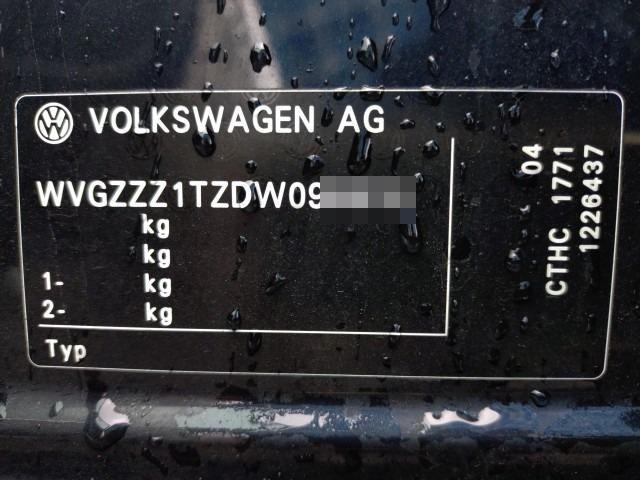 VOLKSWAGEN AG
WVGZZZ1TZDW09
kg
kg
1- kg
2- kg
Typ
04
CTHC 1771
1226437